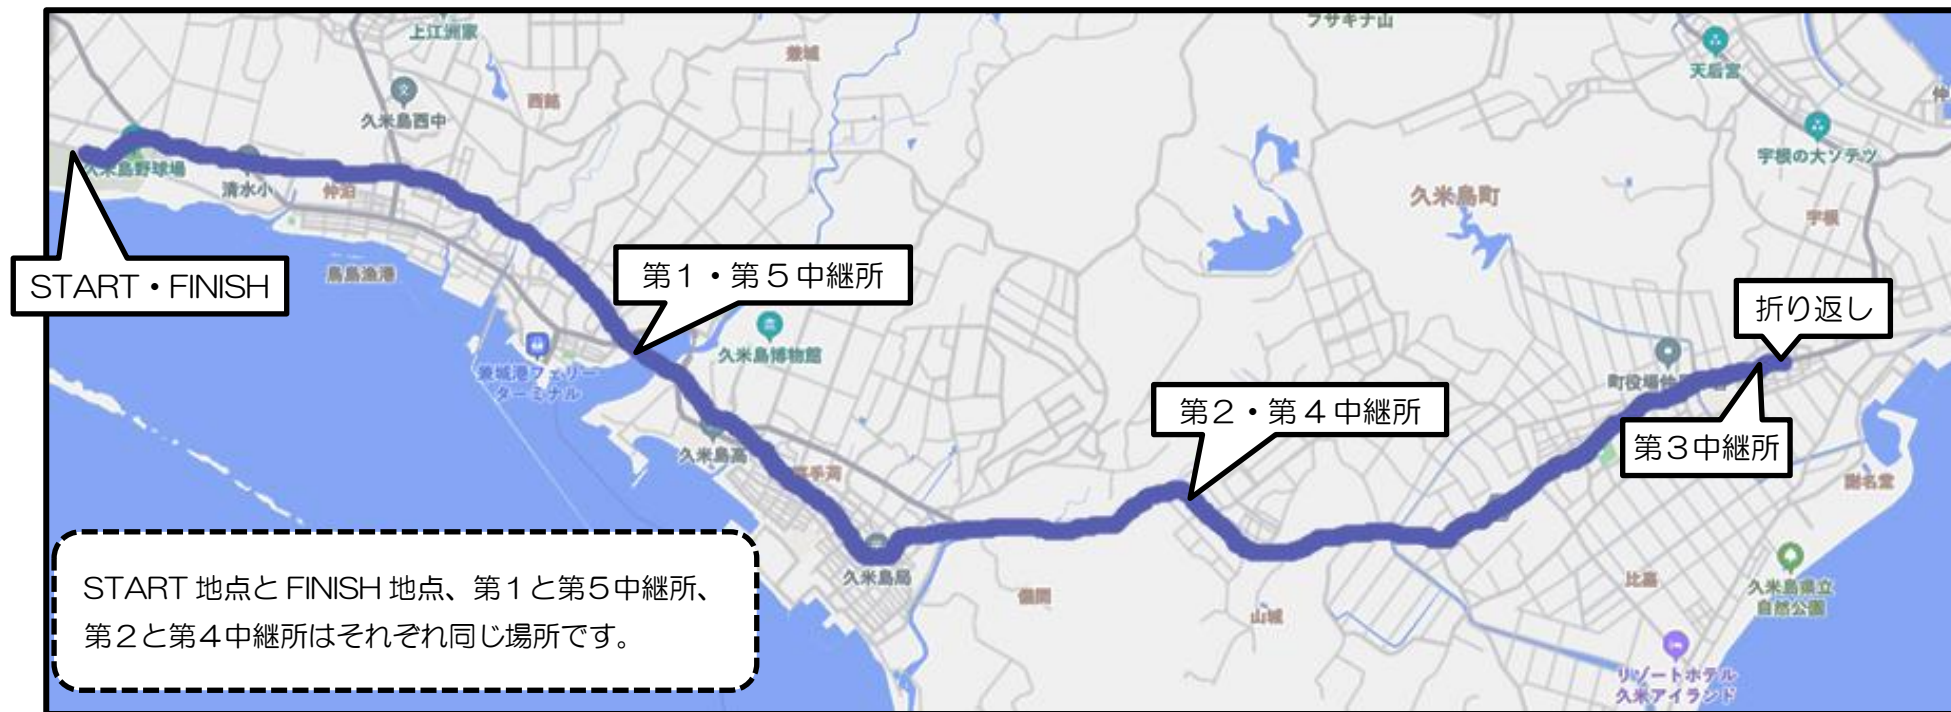 フサキナ山
上江洲家
兼城
天后宮
仲
久米島西中
西銘
宇根の大ソテツ
久米島野球場
清水小
仲泊
久米島町
宇根
START・FINISH
鳥島漁港
第1・第5中継所
折り返し
久米島博物館
兼城港フェリー
ターミナル
第2・第4中継所
第3中継所
久米島高
嘉手苅
謝名堂
久米島局
儀間
山城
比嘉
久米島県立
自然公園
START 地点と FINISH 地点、第1と第5中継所、
第2と第4中継所はそれぞれ同じ場所です。
リゾートホテル
久米アイランド